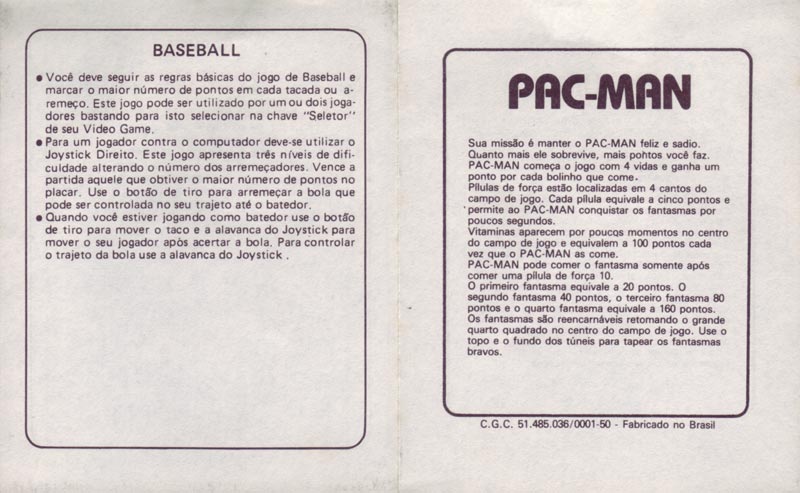 BASEBALL
● Você deve seguir as regras básicas do jogo de Baseball e
marcar o maior número de pontos em cada tacada ou a-
remeço. Este jogo pode ser utilizado por um ou dois joga-
dores bastando para isto selecionar na chave "Seletor"
de seu Video Game.
● Para um jogador contra o computador deve-se utilizar o
Joystick Direito. Este jogo apresenta três níveis de difi-
culdade alterando o número dos arremeçadores. Vence a
partida aquele que obtiver o maior número de pontos no
placar. Use o botão de tiro para arremeçar a bola que
pode ser controlada no seu trajeto até o batedor.
● Quando você estiver jogando como batedor use o botão
de tiro para mover o taco e a alavanca do Joystick para
mover o seu jogador após acertar a bola. Para controlar
o trajeto da bola use a alavanca do Joystick .
PAC-MAN
Sua missão é manter o PAC-MAN feliz e sadio.
Quanto mais ele sobrevive, mais pohtos você faz.
PAC-MAN começa o jogo com 4 vidas e ganha um
ponto por cada bolinho que come.
Pílulas de força estão localizadas em 4 cantos do
campo de jogo. Cada pílula equivale a cinco pontos e
permite ao PAC-MAN conquistar os fantasmas por
poucos segundos.
Vitaminas aparecem por poucos momentos no centro
do campo de jogo e equivalem a 100 pontos cada
vez que o PAC-MAN as come.
PAC-MAN pode comer o fantasma somente após
comer uma pílula de força 10.
O primeiro fantasma equivale a 20 pontos. O
segundo fantasma 40 pontos, o terceiro fantasma 80
pontos e o quarto fantasma equivale a 160 pontos.
Os fantasmas são reencarnáveis retomando o grande
quarto quadrado no centro do campo de jogo. Use o
topo e o fundo dos túneis para tapear os fantasmas
bravos.
C.G.C. 51.485.036/0001-50 - Fabricado no Brasil